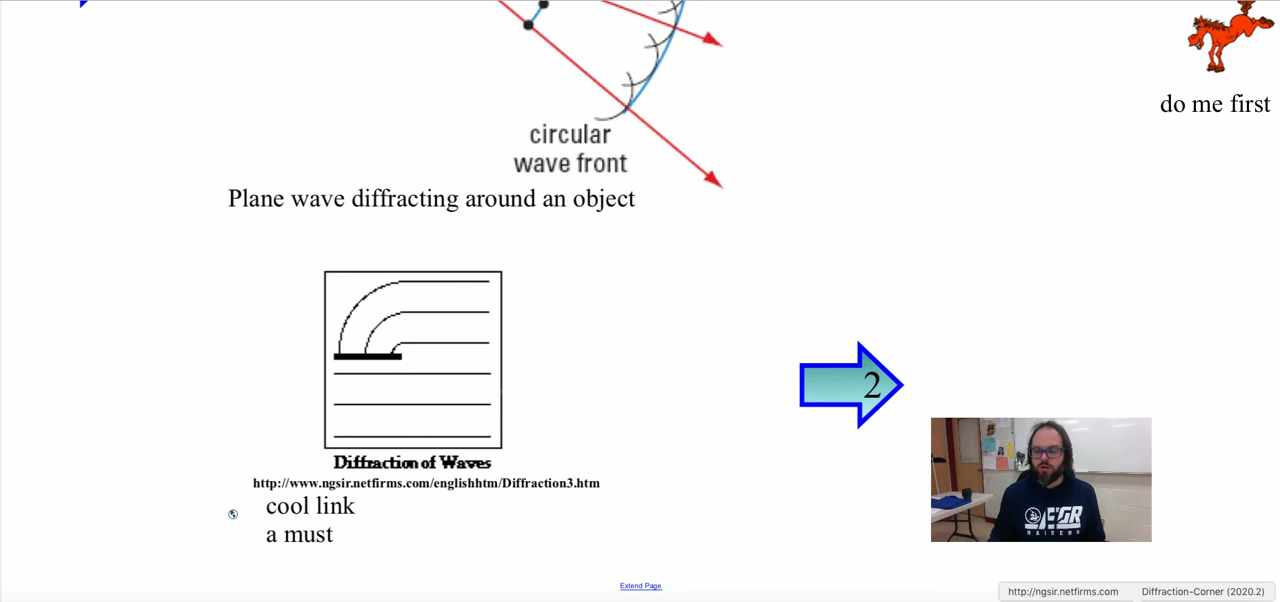 do me first
circular
wave front
Plane wave diffracting around an object
2
Diffraction of Waves
http://www.ngsir.netfirms.com/englishhtm/Diffraction3.htm
cool link
a must
RAIDERS
Extend Page
http://ngsir.netfirms.com Diffraction-Corner (2020.2)